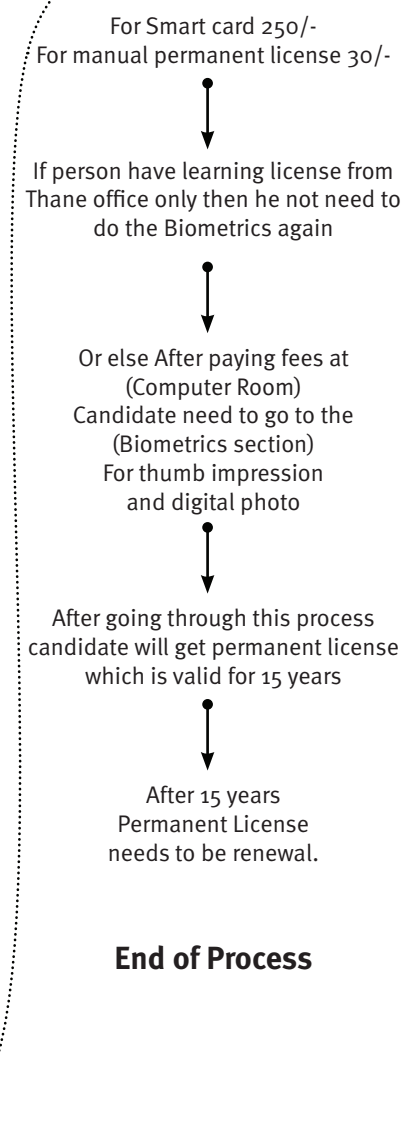 For Smart card 250/-
For manual permanent license 30/-
If person have learning license from
Thane office only then he not need to
do the Biometrics again
Or else After paying fees at
(Computer Room)
Candidate need to go to the
(Biometrics section)
For thumb impression
and digital photo
After going through this process
candidate will get permanent license
which is valid for 15 years
After 15 years
Permanent License
needs to be renewal.
End of Process